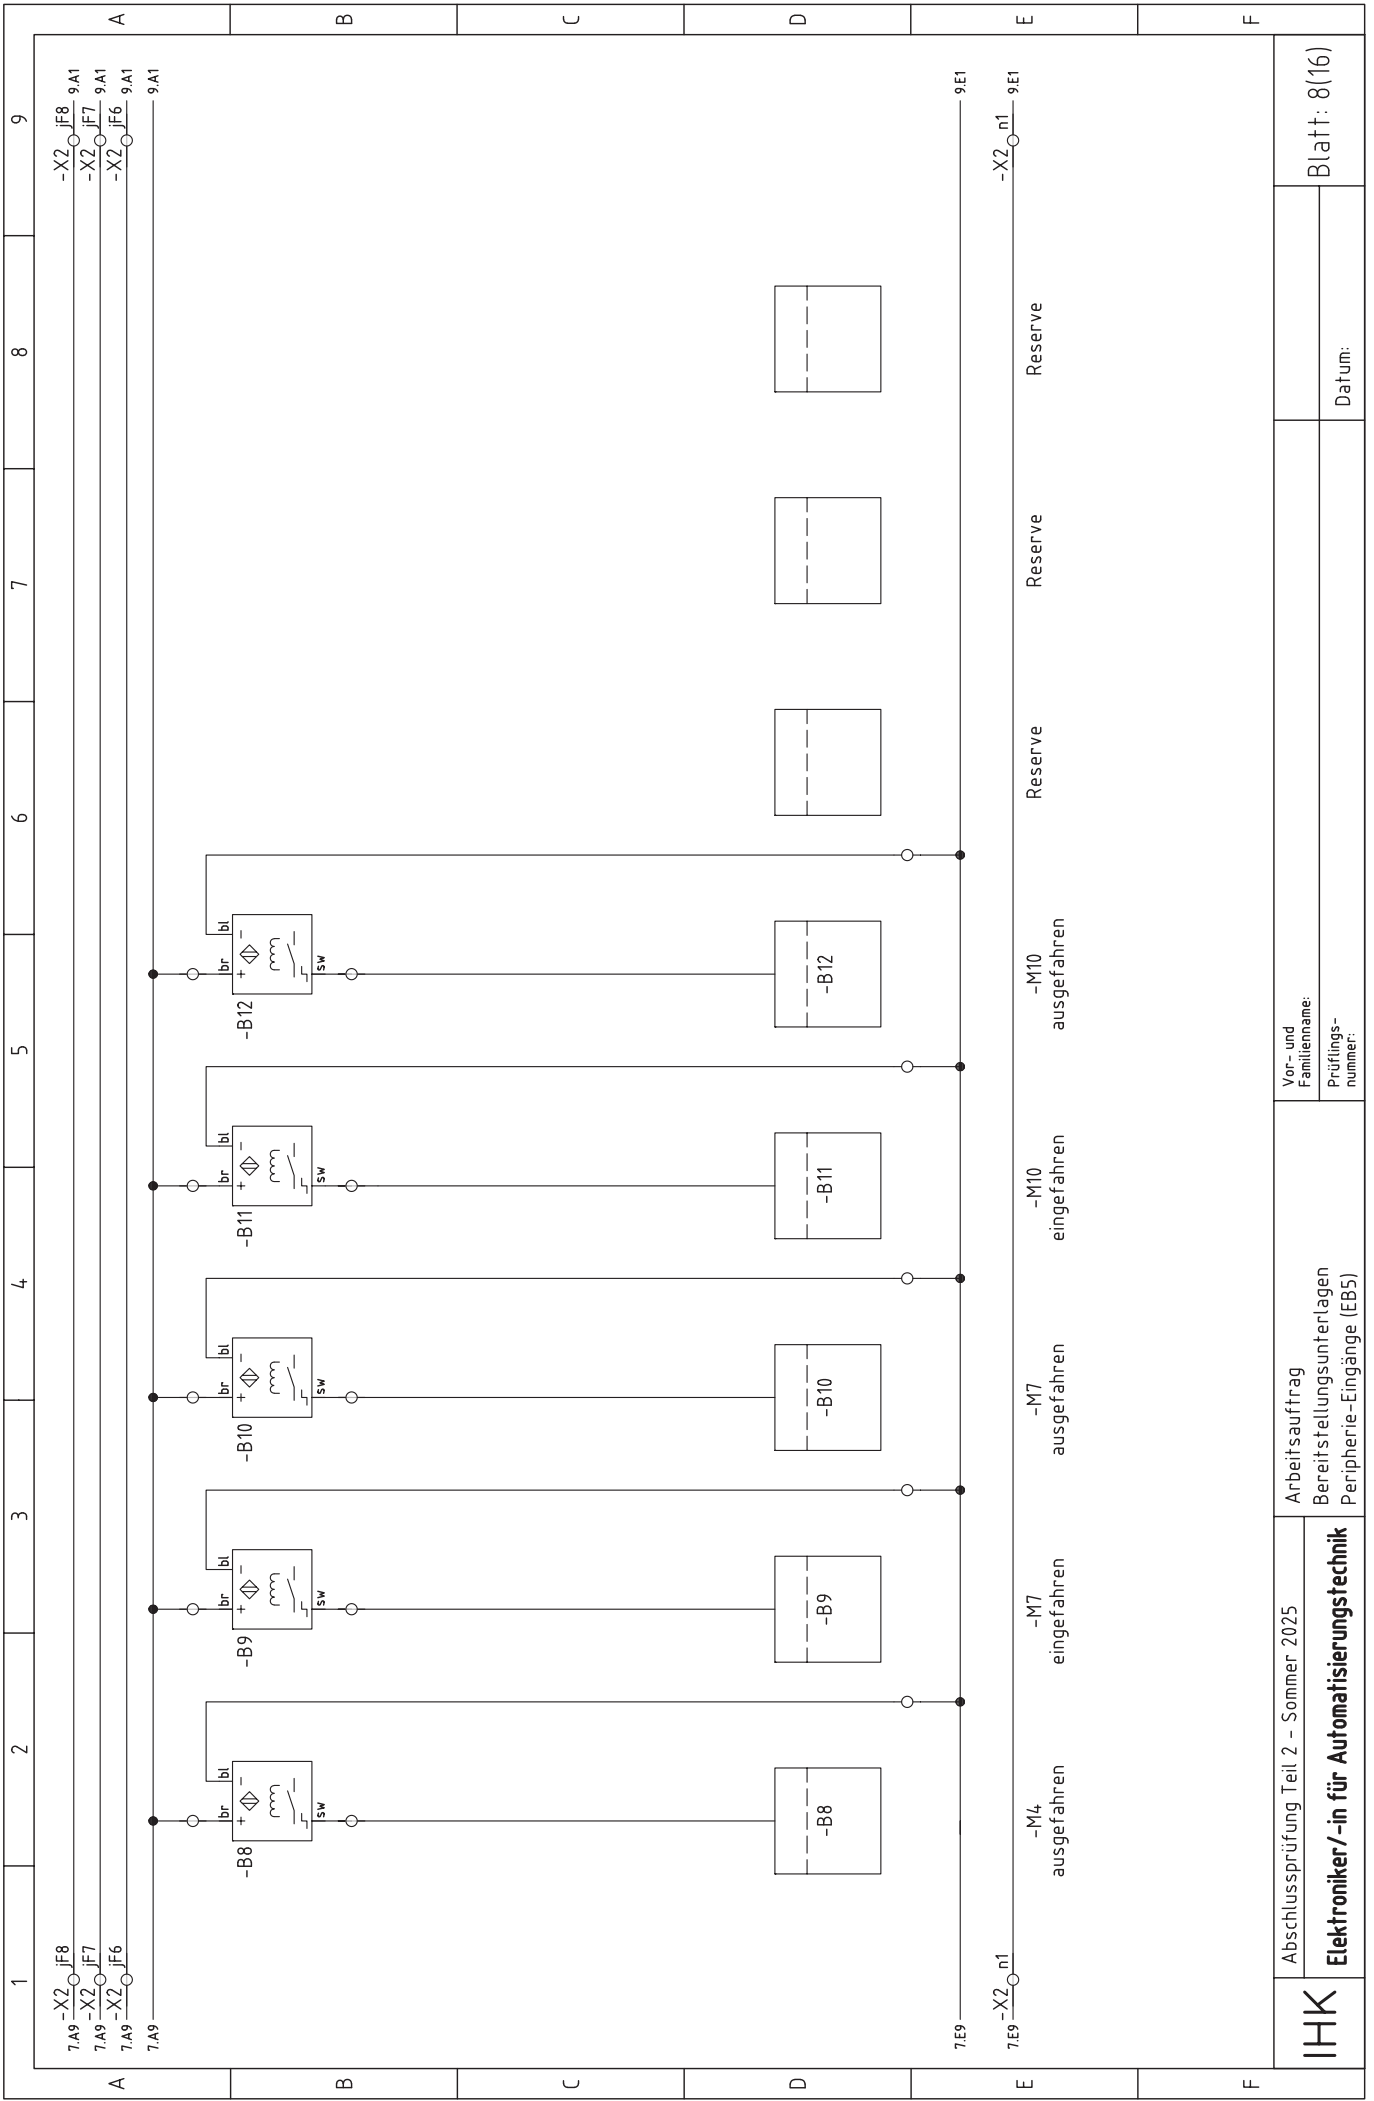 1 2 3 4 5 6 7 8 9
A A
B B
C C
D D
E E
F F
7.A9 -X2 jF8 -X2 jF8 9.A1
7.A9 -X2 jF7 -X2 jF7 9.A1
7.A9 -X2 jF6 -X2 jF6 9.A1
7.A9 9.A1
br bl br bl br bl br bl br bl
+ - + - + - + - + -
-B8 -B9 -B10 -B11 -B12
sw sw sw sw sw
-B8 -B9 -B10 -B11 -B12
7.E9 9.E1
7.E9 -X2 n1 -X2 n1 9.E1
-M4 -M7 -M7 -M10 -M10 Reserve Reserve Reserve
ausgefahren eingefahren ausgefahren eingefahren ausgefahren
IHK
Abschlussprüfung Teil 2 - Sommer 2025
Elektroniker/-in für Automatisierungstechnik
Arbeitsauftrag
Bereitstellungsunterlagen
Peripherie-Eingänge (EB5)
Vor- und
Familienname:
Prüflings-
nummer:
Datum:
Blatt: 8(16)